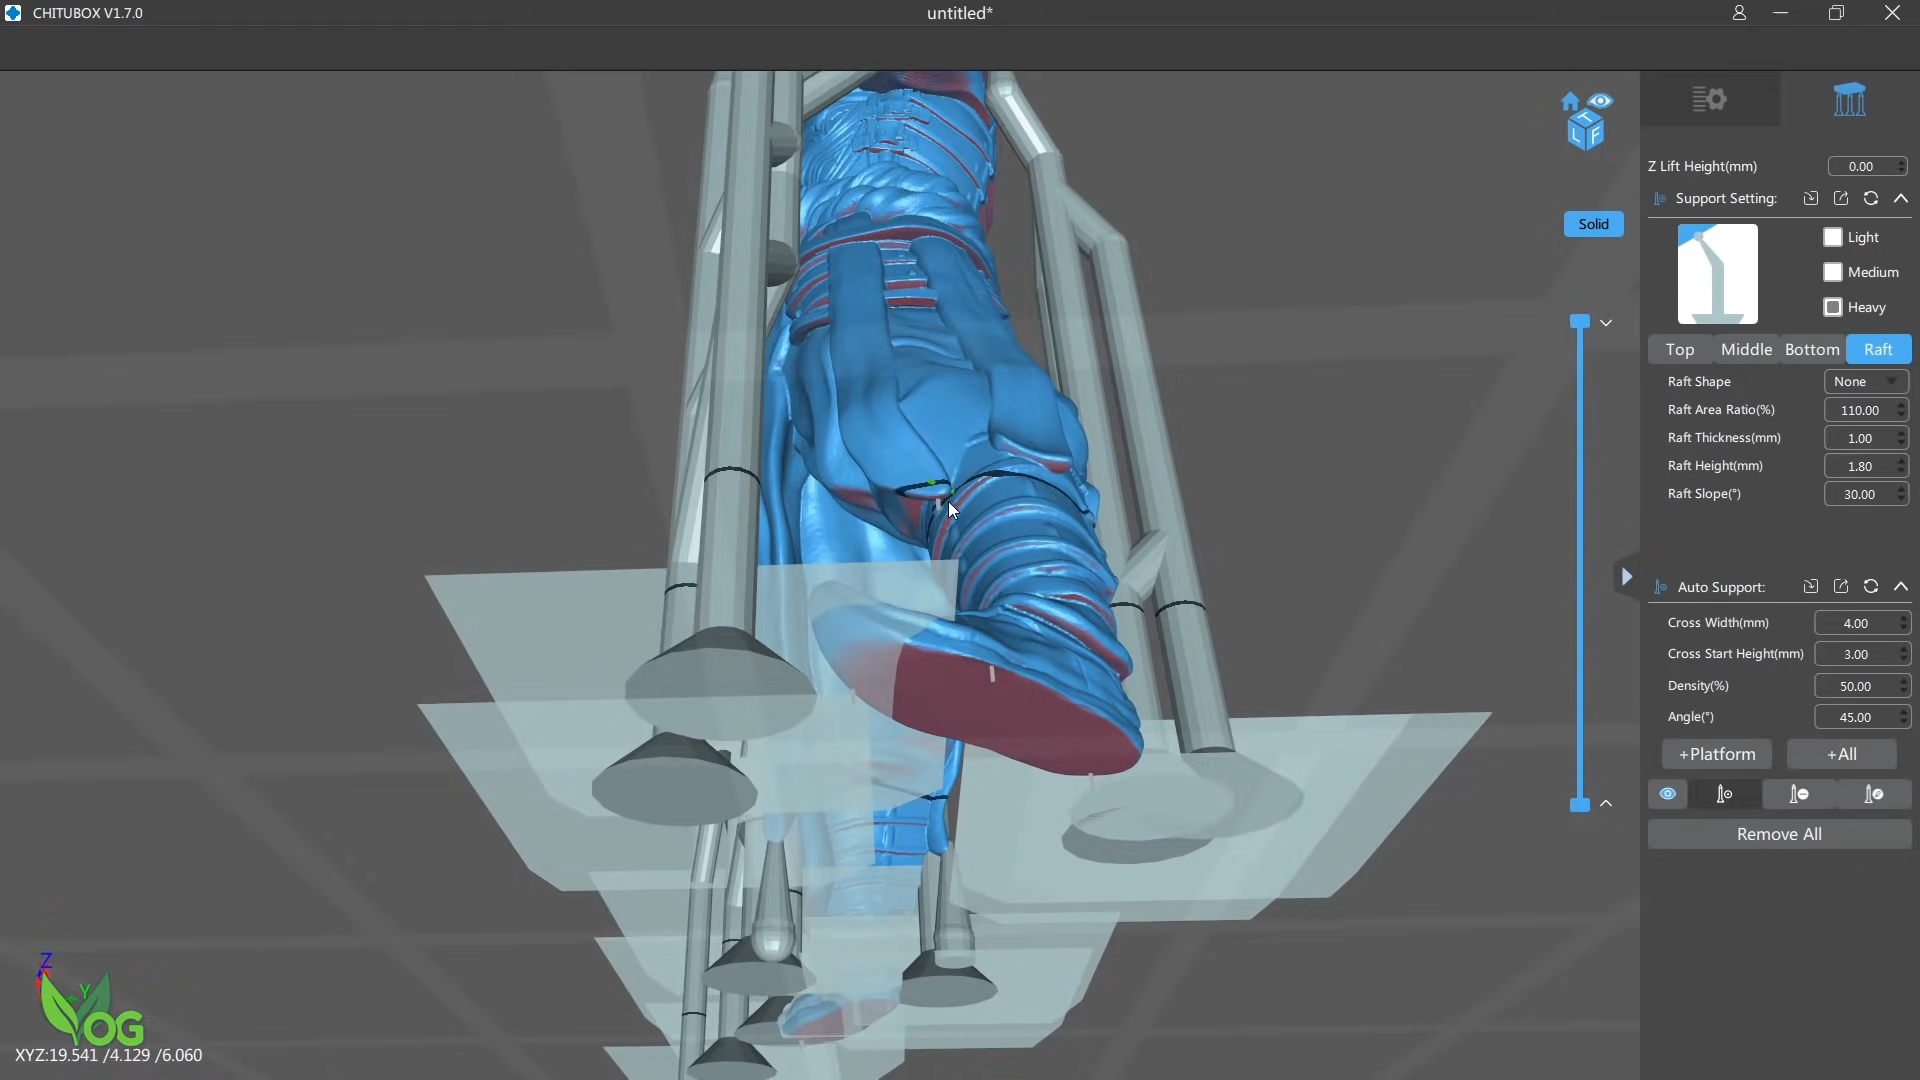 CHITUBOX V1.7.0
untitled*
T
L F
Solid
Z Lift Height(mm)
0.00
Support Setting:
Light
Medium
Heavy
Top
Middle
Bottom
Raft
Raft Shape
None
Raft Area Ratio(%)
110.00
Raft Thickness(mm)
1.00
Raft Height(mm)
1.80
Raft Slope(°)
30.00
Auto Support:
Cross Width(mm)
4.00
Cross Start Height(mm)
3.00
Density(%)
50.00
Angle(°)
45.00
+Platform
+All
Remove All
Z
Y
OG
XYZ:19.541 /4.129 /6.060